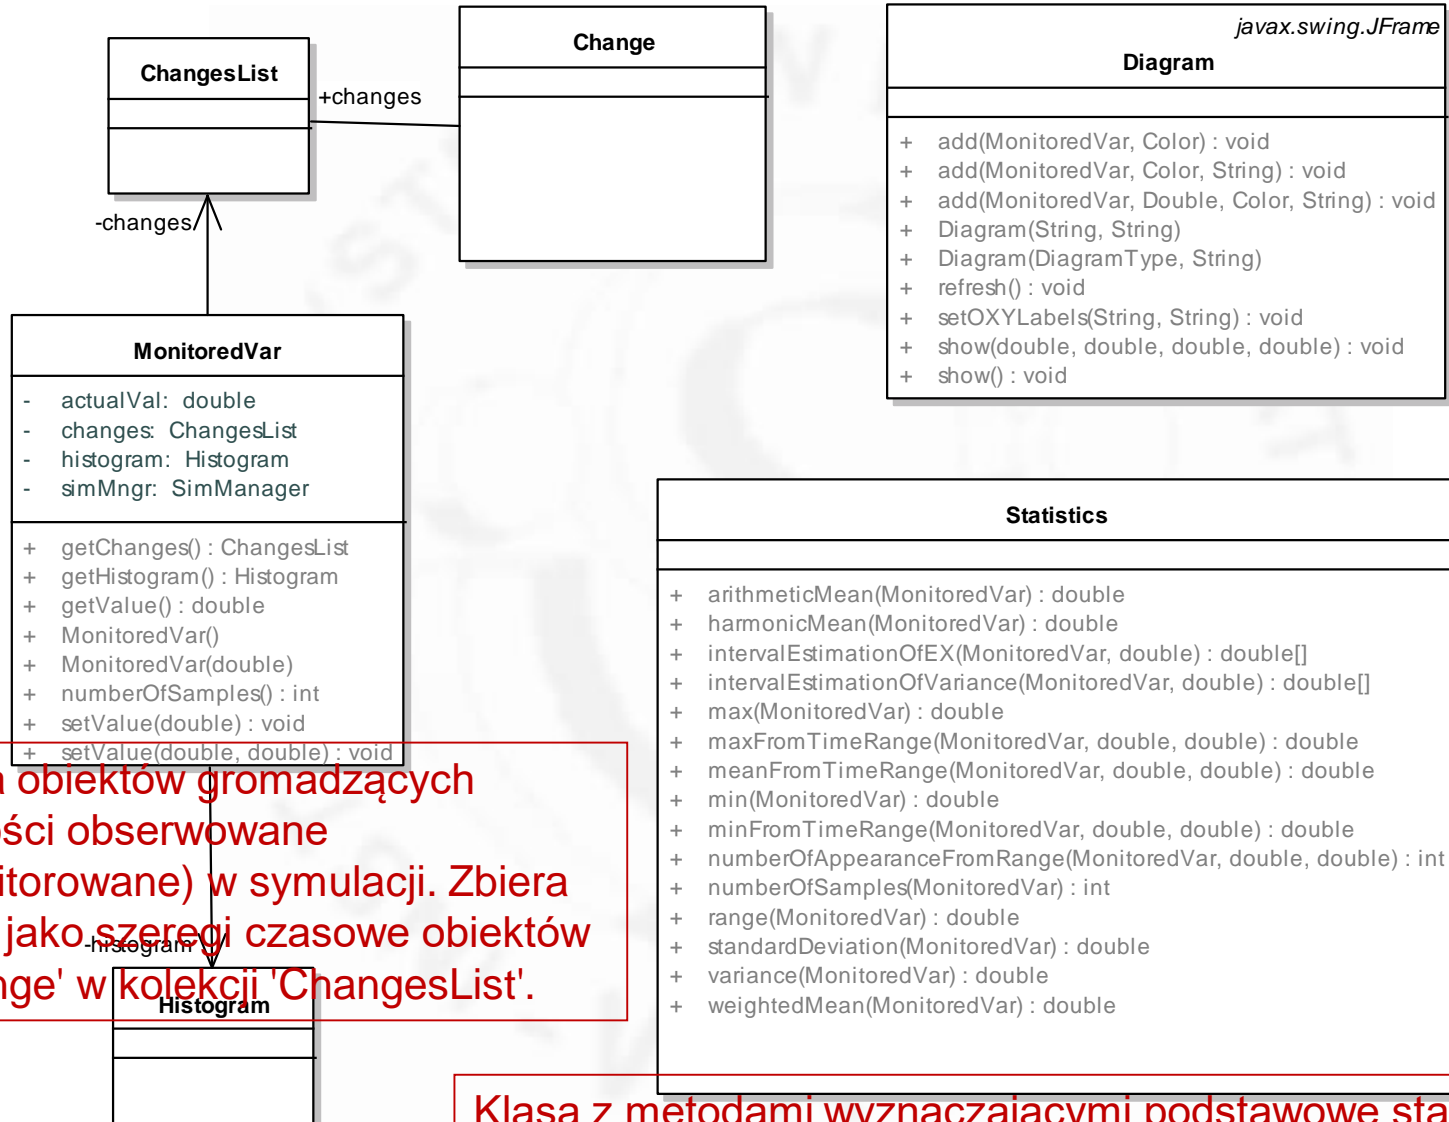 ChangesList
+changes
Change
javax.swing.JFrame
Diagram
+ add(MonitoredVar, Color) : void
+ add(MonitoredVar, Color, String) : void
+ add(MonitoredVar, Double, Color, String) : void
+ Diagram(String, String)
+ Diagram(DiagramType, String)
+ refresh() : void
+ setOXYLabels(String, String) : void
+ show(double, double, double, double) : void
+ show() : void
-changes
MonitoredVar
- actualVal: double
- changes: ChangesList
- histogram: Histogram
- simMngr: SimManager
+ getChanges() : ChangesList
+ getHistogram() : Histogram
+ getValue() : double
+ MonitoredVar()
+ MonitoredVar(double)
+ numberOfSamples() : int
+ setValue(double) : void
+ setValue(double, double) : void
Statistics
+ arithmeticMean(MonitoredVar) : double
+ harmonicMean(MonitoredVar) : double
+ intervalEstimationOfEX(MonitoredVar, double) : double[]
+ intervalEstimationOfVariance(MonitoredVar, double) : double[]
+ max(MonitoredVar) : double
+ maxFromTimeRange(MonitoredVar, double, double) : double
+ meanFromTimeRange(MonitoredVar, double, double) : double
+ min(MonitoredVar) : double
+ minFromTimeRange(MonitoredVar, double, double) : double
+ numberOfAppearanceFromRange(MonitoredVar, double, double) : int
+ numberOfSamples(MonitoredVar) : int
+ range(MonitoredVar) : double
+ standardDeviation(MonitoredVar) : double
+ variance(MonitoredVar) : double
+ weightedMean(MonitoredVar) : double
a obiektów gromadzących
ości obserwowane
itorowane) w symulacji. Zbiera
jako szeregi czasowe obiektów
nge' w kolekcji 'ChangesList'.
-histogram
Histogram
Klasa z metodami wyznaczającymi podstawowe sta